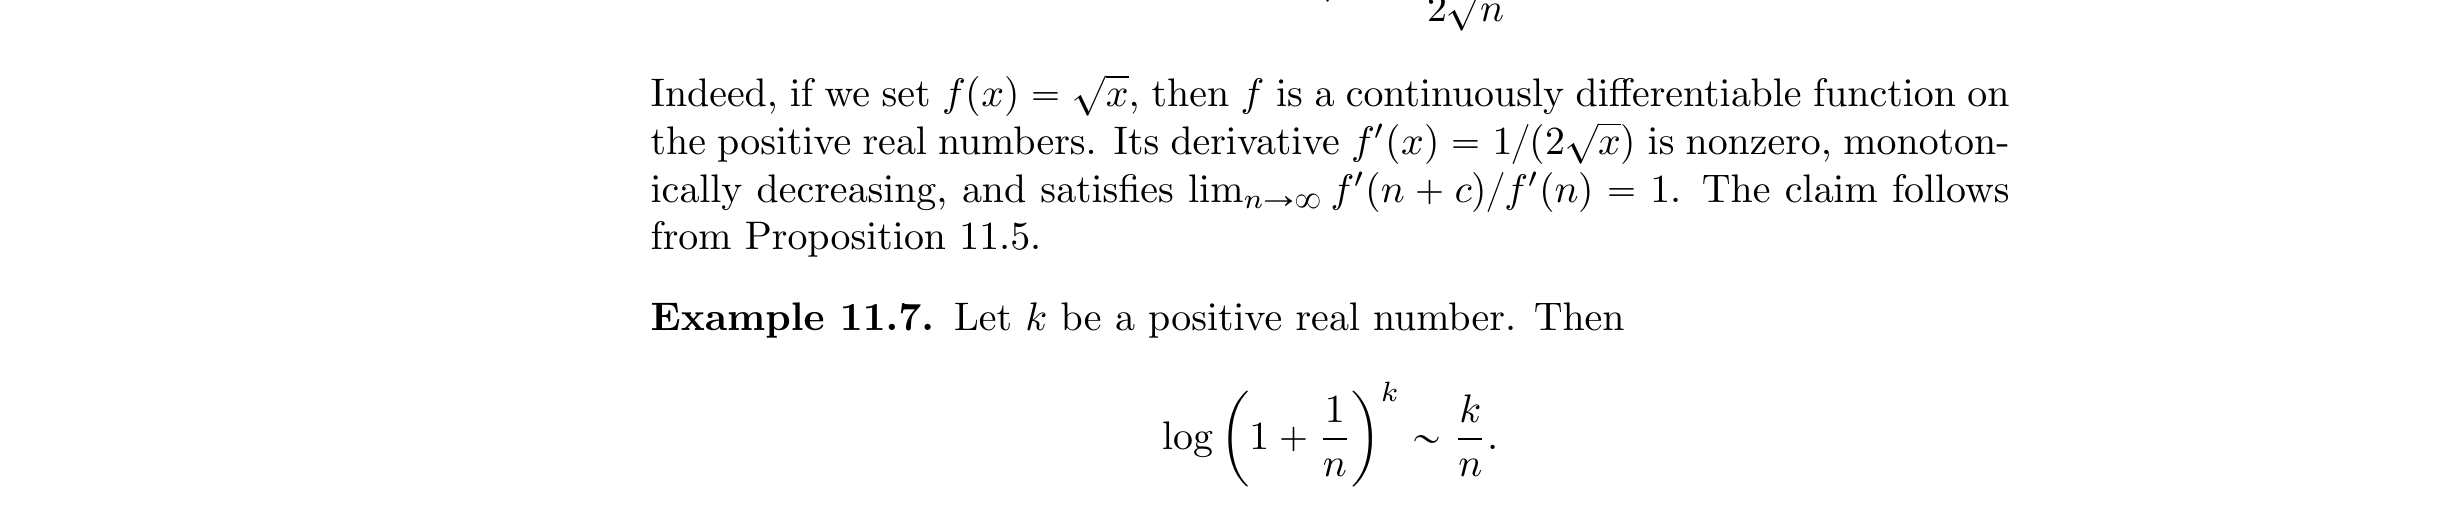 2√n
Indeed, if we set f(x) = √x, then f is a continuously differentiable function on
the positive real numbers. Its derivative f′(x) = 1/(2√x) is nonzero, monoton-
ically decreasing, and satisfies lim_{n→∞} f′(n + c)/f′(n) = 1. The claim follows
from Proposition 11.5.
Example 11.7. Let k be a positive real number. Then
log (1 + 1/n)^k ∼ k/n.